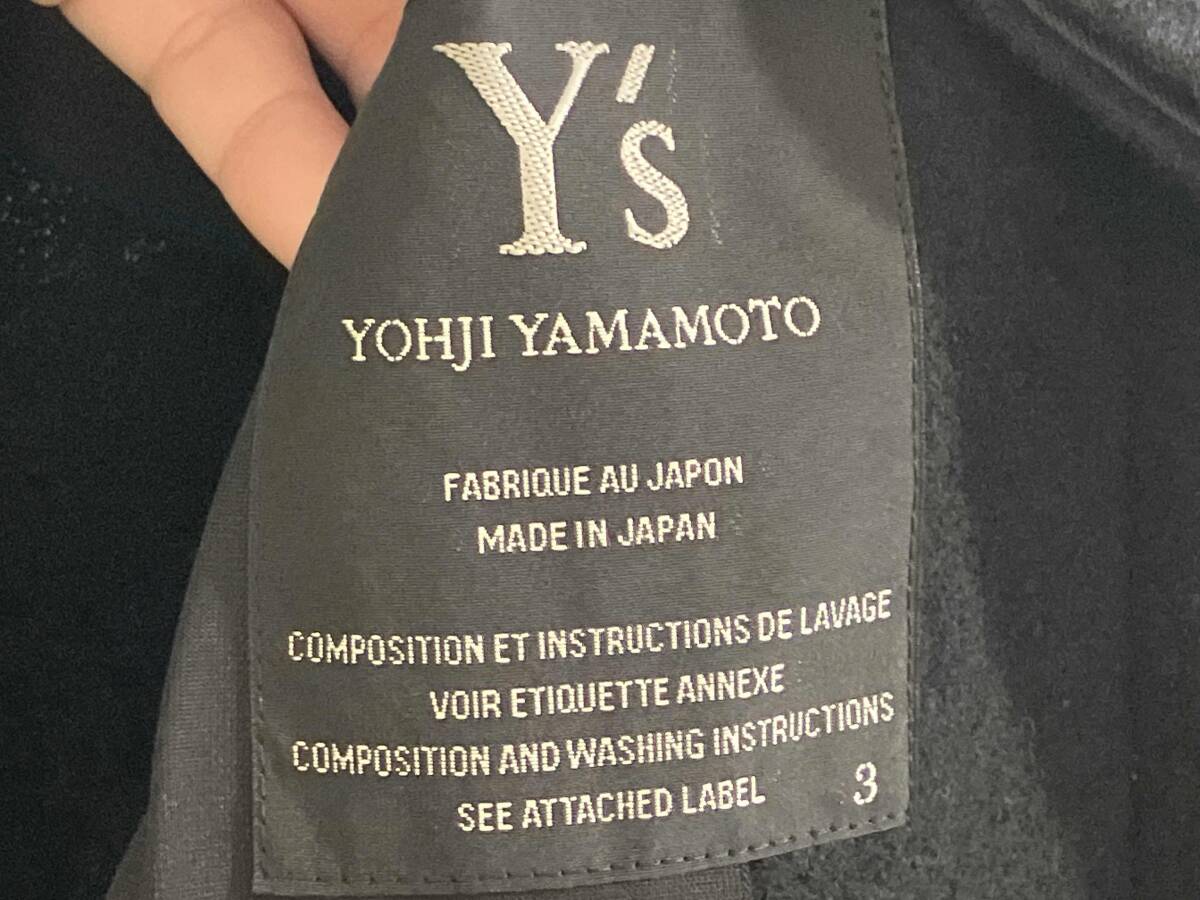 Y's
YOHJI YAMAMOTO
FABRIQUE AU JAPON
MADE IN JAPAN
COMPOSITION ET INSTRUCTIONS DE LAVAGE
VOIR ETIQUETTE ANNEXE
COMPOSITION AND WASHING INSTRUCTIONS
SEE ATTACHED LABEL 3